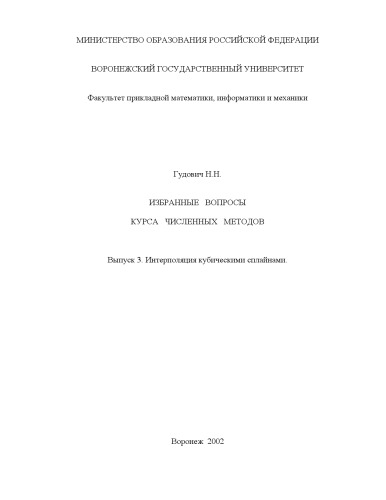 МИНИСТЕРСТВО ОБРАЗОВАНИЯ РОССИЙСКОЙ ФЕДЕРАЦИИ
ВОРОНЕЖСКИЙ ГОСУДАРСТВЕННЫЙ УНИВЕРСИТЕТ
Факультет прикладной математики, информатики и механики
Гудович Н.Н.
ИЗБРАННЫЕ ВОПРОСЫ
КУРСА ЧИСЛЕННЫХ МЕТОДОВ
Выпуск 3. Интерполяция кубическими сплайнами.
Воронеж 2002